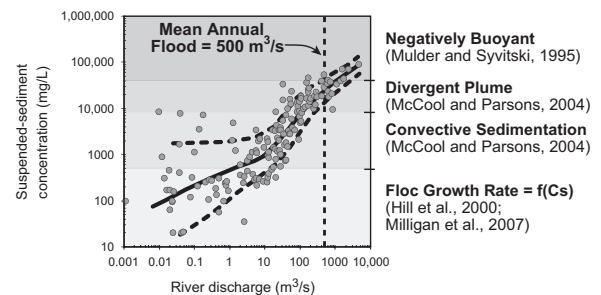 Suspended-sediment
concentration (mg/L)
1,000,000
100,000
10,000
1000
100
10
Mean Annual
Flood = 500 m³/s
0.001 0.01 0.1 1 10 100 1000 10,000
River discharge (m³/s)
Negatively Buoyant
(Mulder and Syvitski, 1995)
Divergent Plume
(McCool and Parsons, 2004)
Convective Sedimentation
(McCool and Parsons, 2004)
Floc Growth Rate = f(Cs)
(Hill et al., 2000;
Milligan et al., 2007)